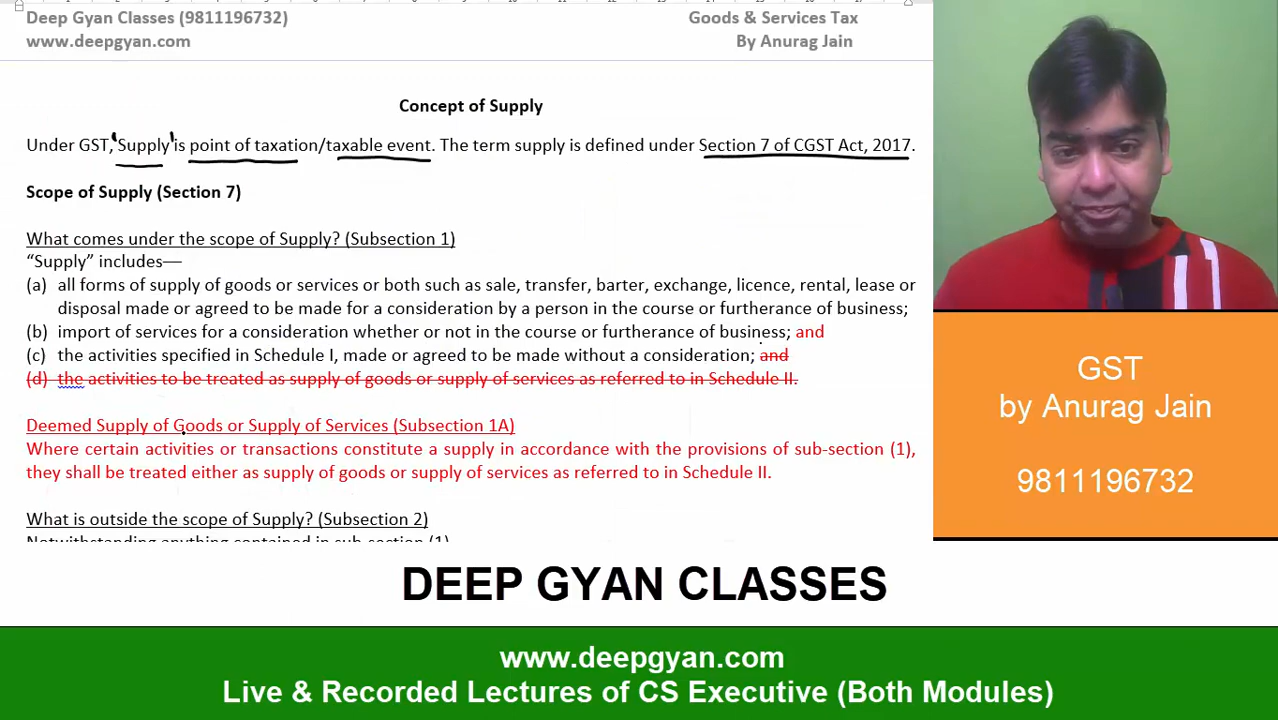 Deep Gyan Classes (9811196732)
Goods & Services Tax
www.deepgyan.com
By Anurag Jain
Concept of Supply
Under GST, 'Supply' is point of taxation/taxable event. The term supply is defined under Section 7 of CGST Act, 2017.
Scope of Supply (Section 7)
What comes under the scope of Supply? (Subsection 1)
“Supply” includes—
(a) all forms of supply of goods or services or both such as sale, transfer, barter, exchange, licence, rental, lease or
disposal made or agreed to be made for a consideration by a person in the course or furtherance of business;
(b) import of services for a consideration whether or not in the course or furtherance of business; and
(c) the activities specified in Schedule I, made or agreed to be made without a consideration; and
(d) the activities to be treated as supply of goods or supply of services as referred to in Schedule II.
Deemed Supply of Goods or Supply of Services (Subsection 1A)
Where certain activities or transactions constitute a supply in accordance with the provisions of sub-section (1),
they shall be treated either as supply of goods or supply of services as referred to in Schedule II.
What is outside the scope of Supply? (Subsection 2)
Notwithstanding anything contained in sub-section (1)
GST
by Anurag Jain
9811196732
DEEP GYAN CLASSES
www.deepgyan.com
Live & Recorded Lectures of CS Executive (Both Modules)